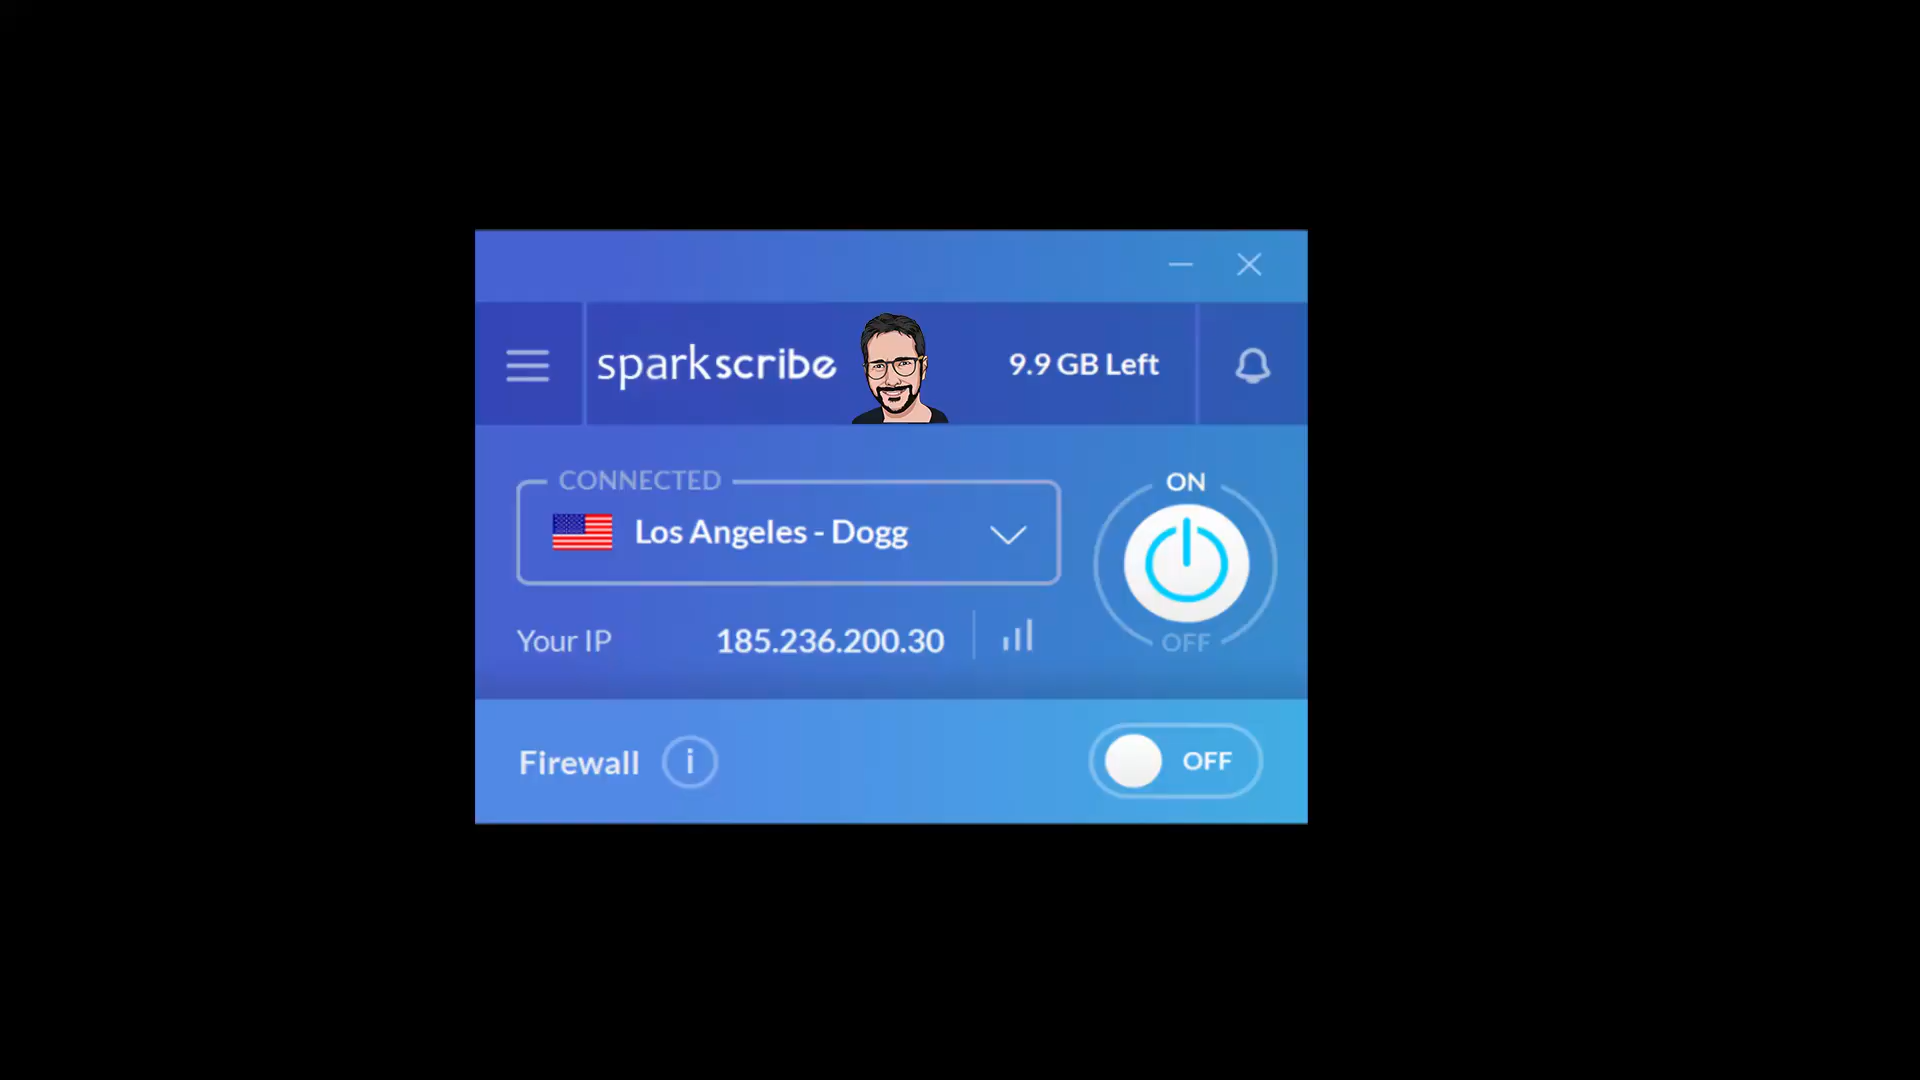 sparkscribe 9.9 GB Left
CONNECTED
ON
Los Angeles - Dogg
Your IP 185.236.200.30
OFF
Firewall i OFF